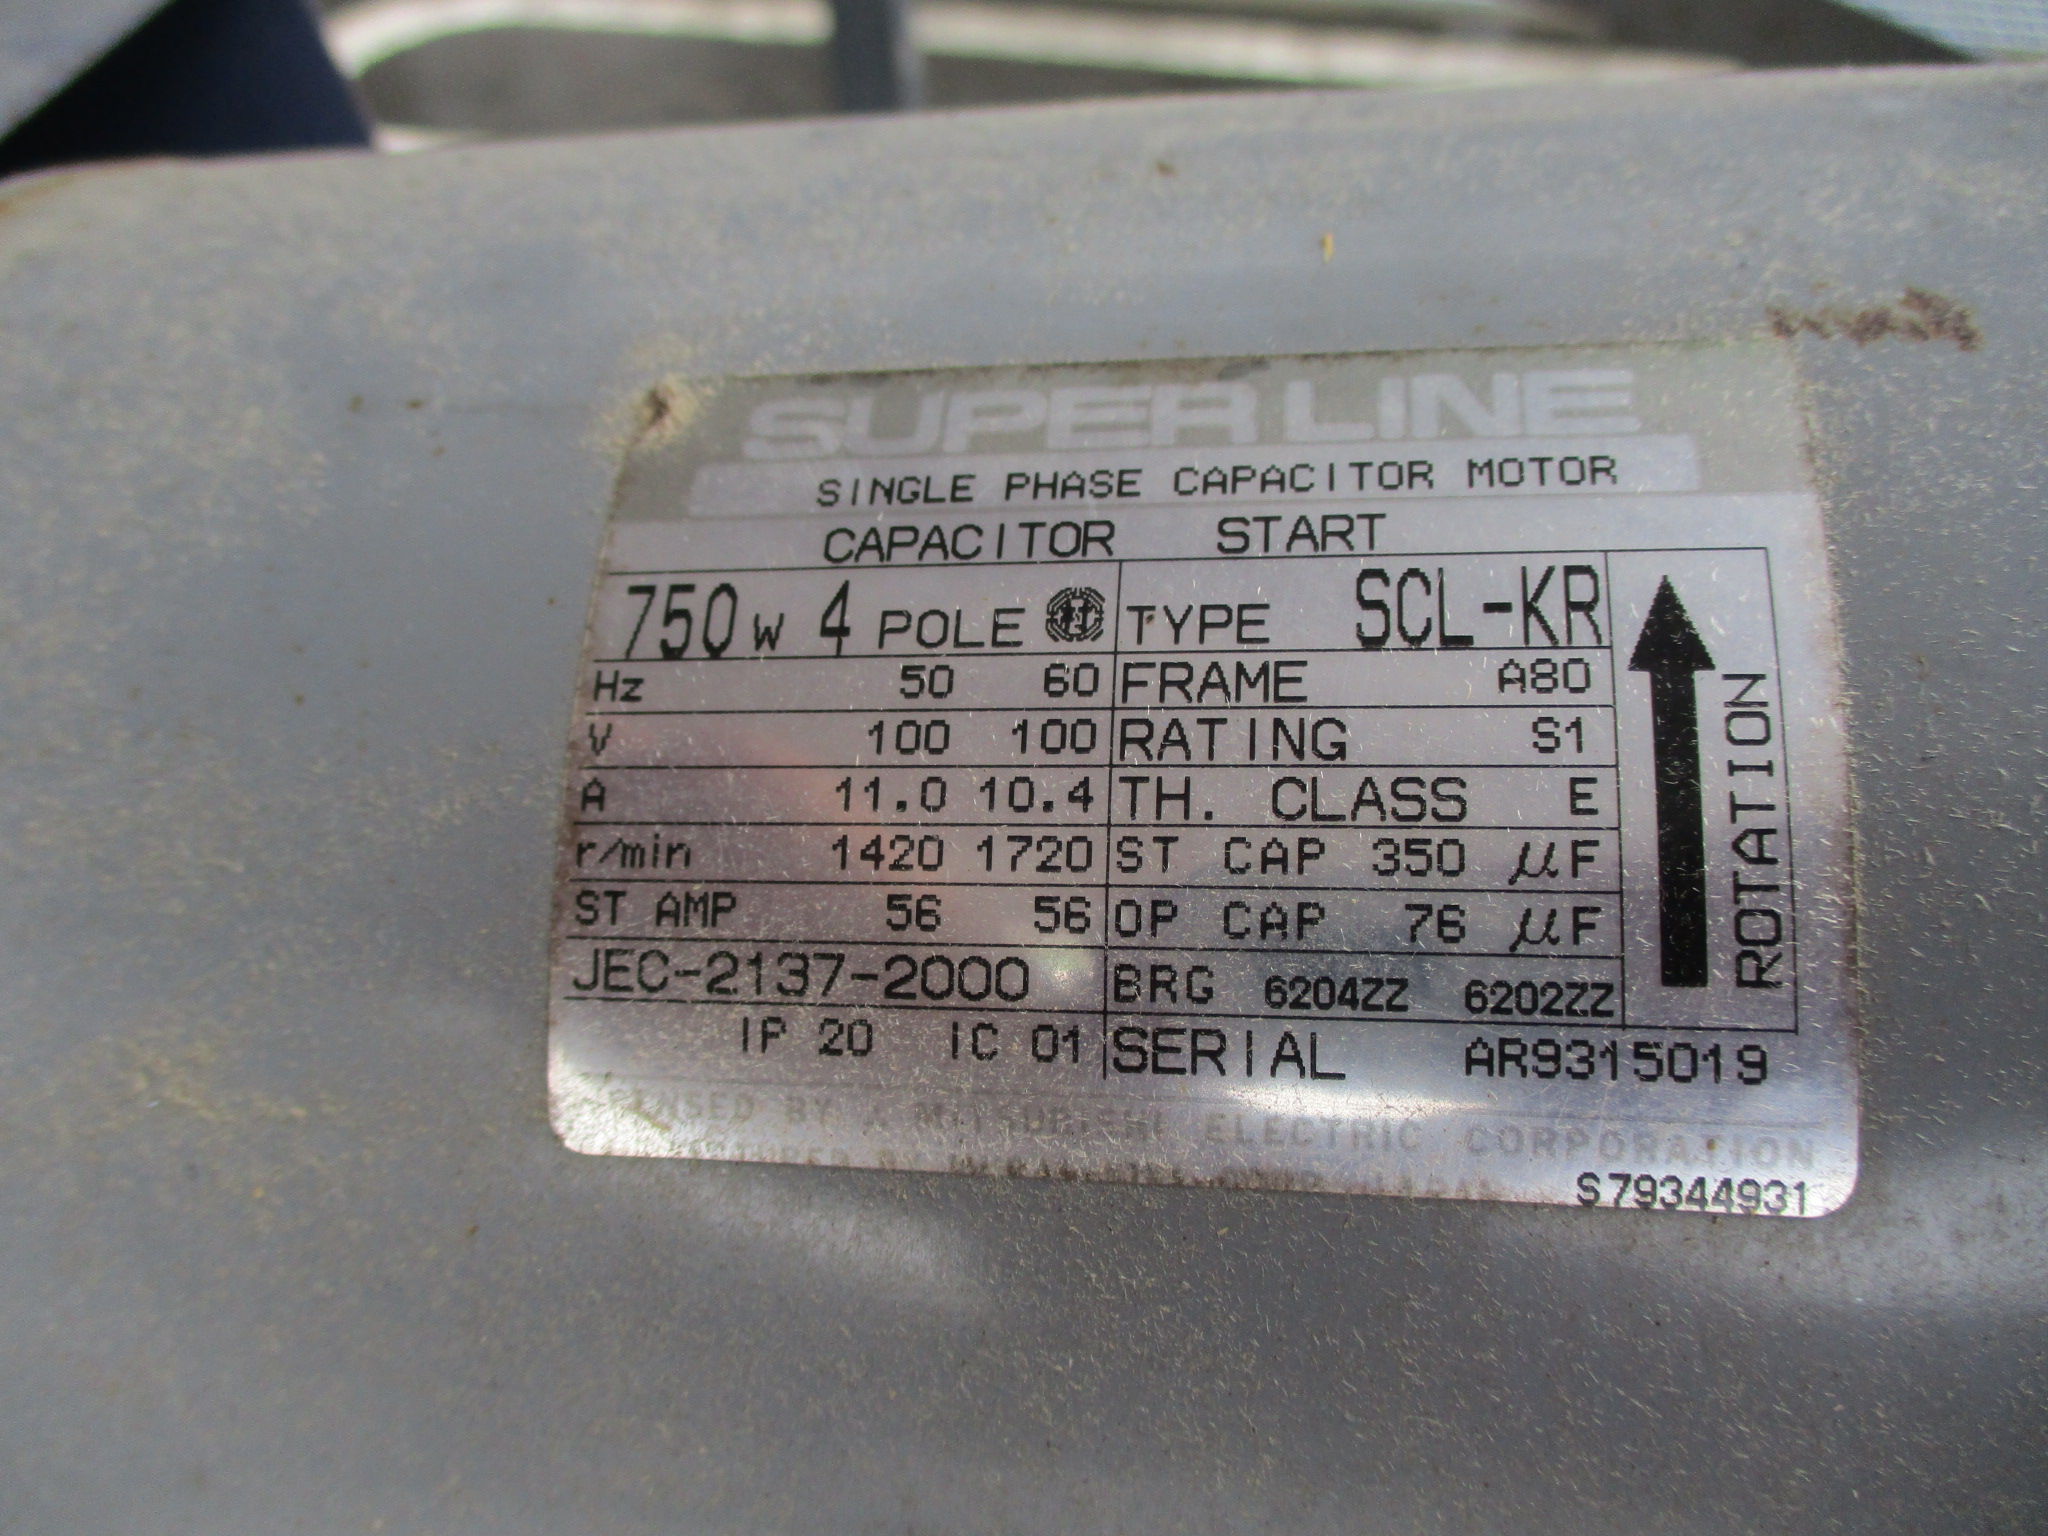 SUPER LINE
SINGLE PHASE CAPACITOR MOTOR
CAPACITOR START
750 W 4 POLE TYPE SCL-KR
Hz 50 60 FRAME A80
V 100 100 RATING S1
A 11.0 10.4 TH. CLASS E
r/min 1420 1720 ST CAP 350 μF
ST AMP 56 56 OP CAP 76 μF
JEC-2137-2000 BRG 6204ZZ 6202ZZ
IP 20 IC 01 SERIAL AR9315019
ROTATION
BY MITSUBISHI ELECTRIC CORPORATION
S79344931